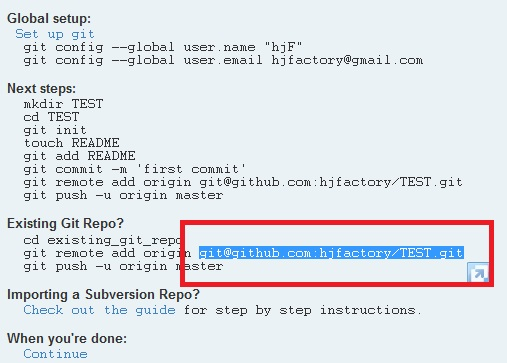 Global setup:
Set up git
git config --global user.name "hjF"
git config --global user.email hjfactory@gmail.com
Next steps:
mkdir TEST
cd TEST
git init
touch README
git add README
git commit -m 'first commit'
git remote add origin git@github.com:hjfactory/TEST.git
git push -u origin master
Existing Git Repo?
cd existing_git_repo
git remote add origin git@github.com:hjfactory/TEST.git
git push -u origin master
Importing a Subversion Repo?
Check out the guide for step by step instructions.
When you're done:
Continue